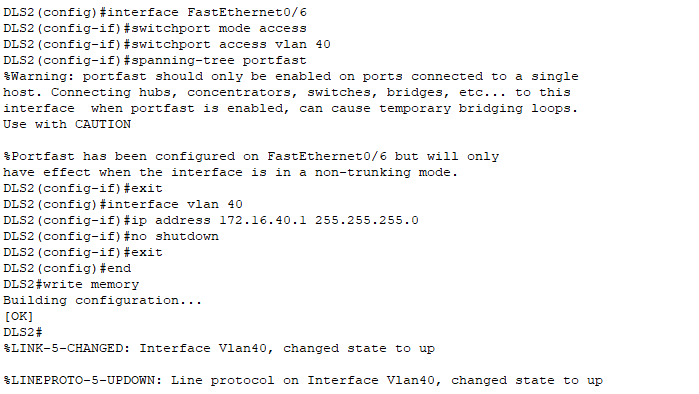 DLS2(config)#interface FastEthernet0/6
DLS2(config-if)#switchport mode access
DLS2(config-if)#switchport access vlan 40
DLS2(config-if)#spanning-tree portfast
%Warning: portfast should only be enabled on ports connected to a single
host. Connecting hubs, concentrators, switches, bridges, etc... to this
interface  when portfast is enabled, can cause temporary bridging loops.
Use with CAUTION

%Portfast has been configured on FastEthernet0/6 but will only
have effect when the interface is in a non-trunking mode.
DLS2(config-if)#exit
DLS2(config)#interface vlan 40
DLS2(config-if)#ip address 172.16.40.1 255.255.255.0
DLS2(config-if)#no shutdown
DLS2(config-if)#exit
DLS2(config)#end
DLS2#write memory
Building configuration...
[OK]
DLS2#
%LINK-5-CHANGED: Interface Vlan40, changed state to up

%LINEPROTO-5-UPDOWN: Line protocol on Interface Vlan40, changed state to up